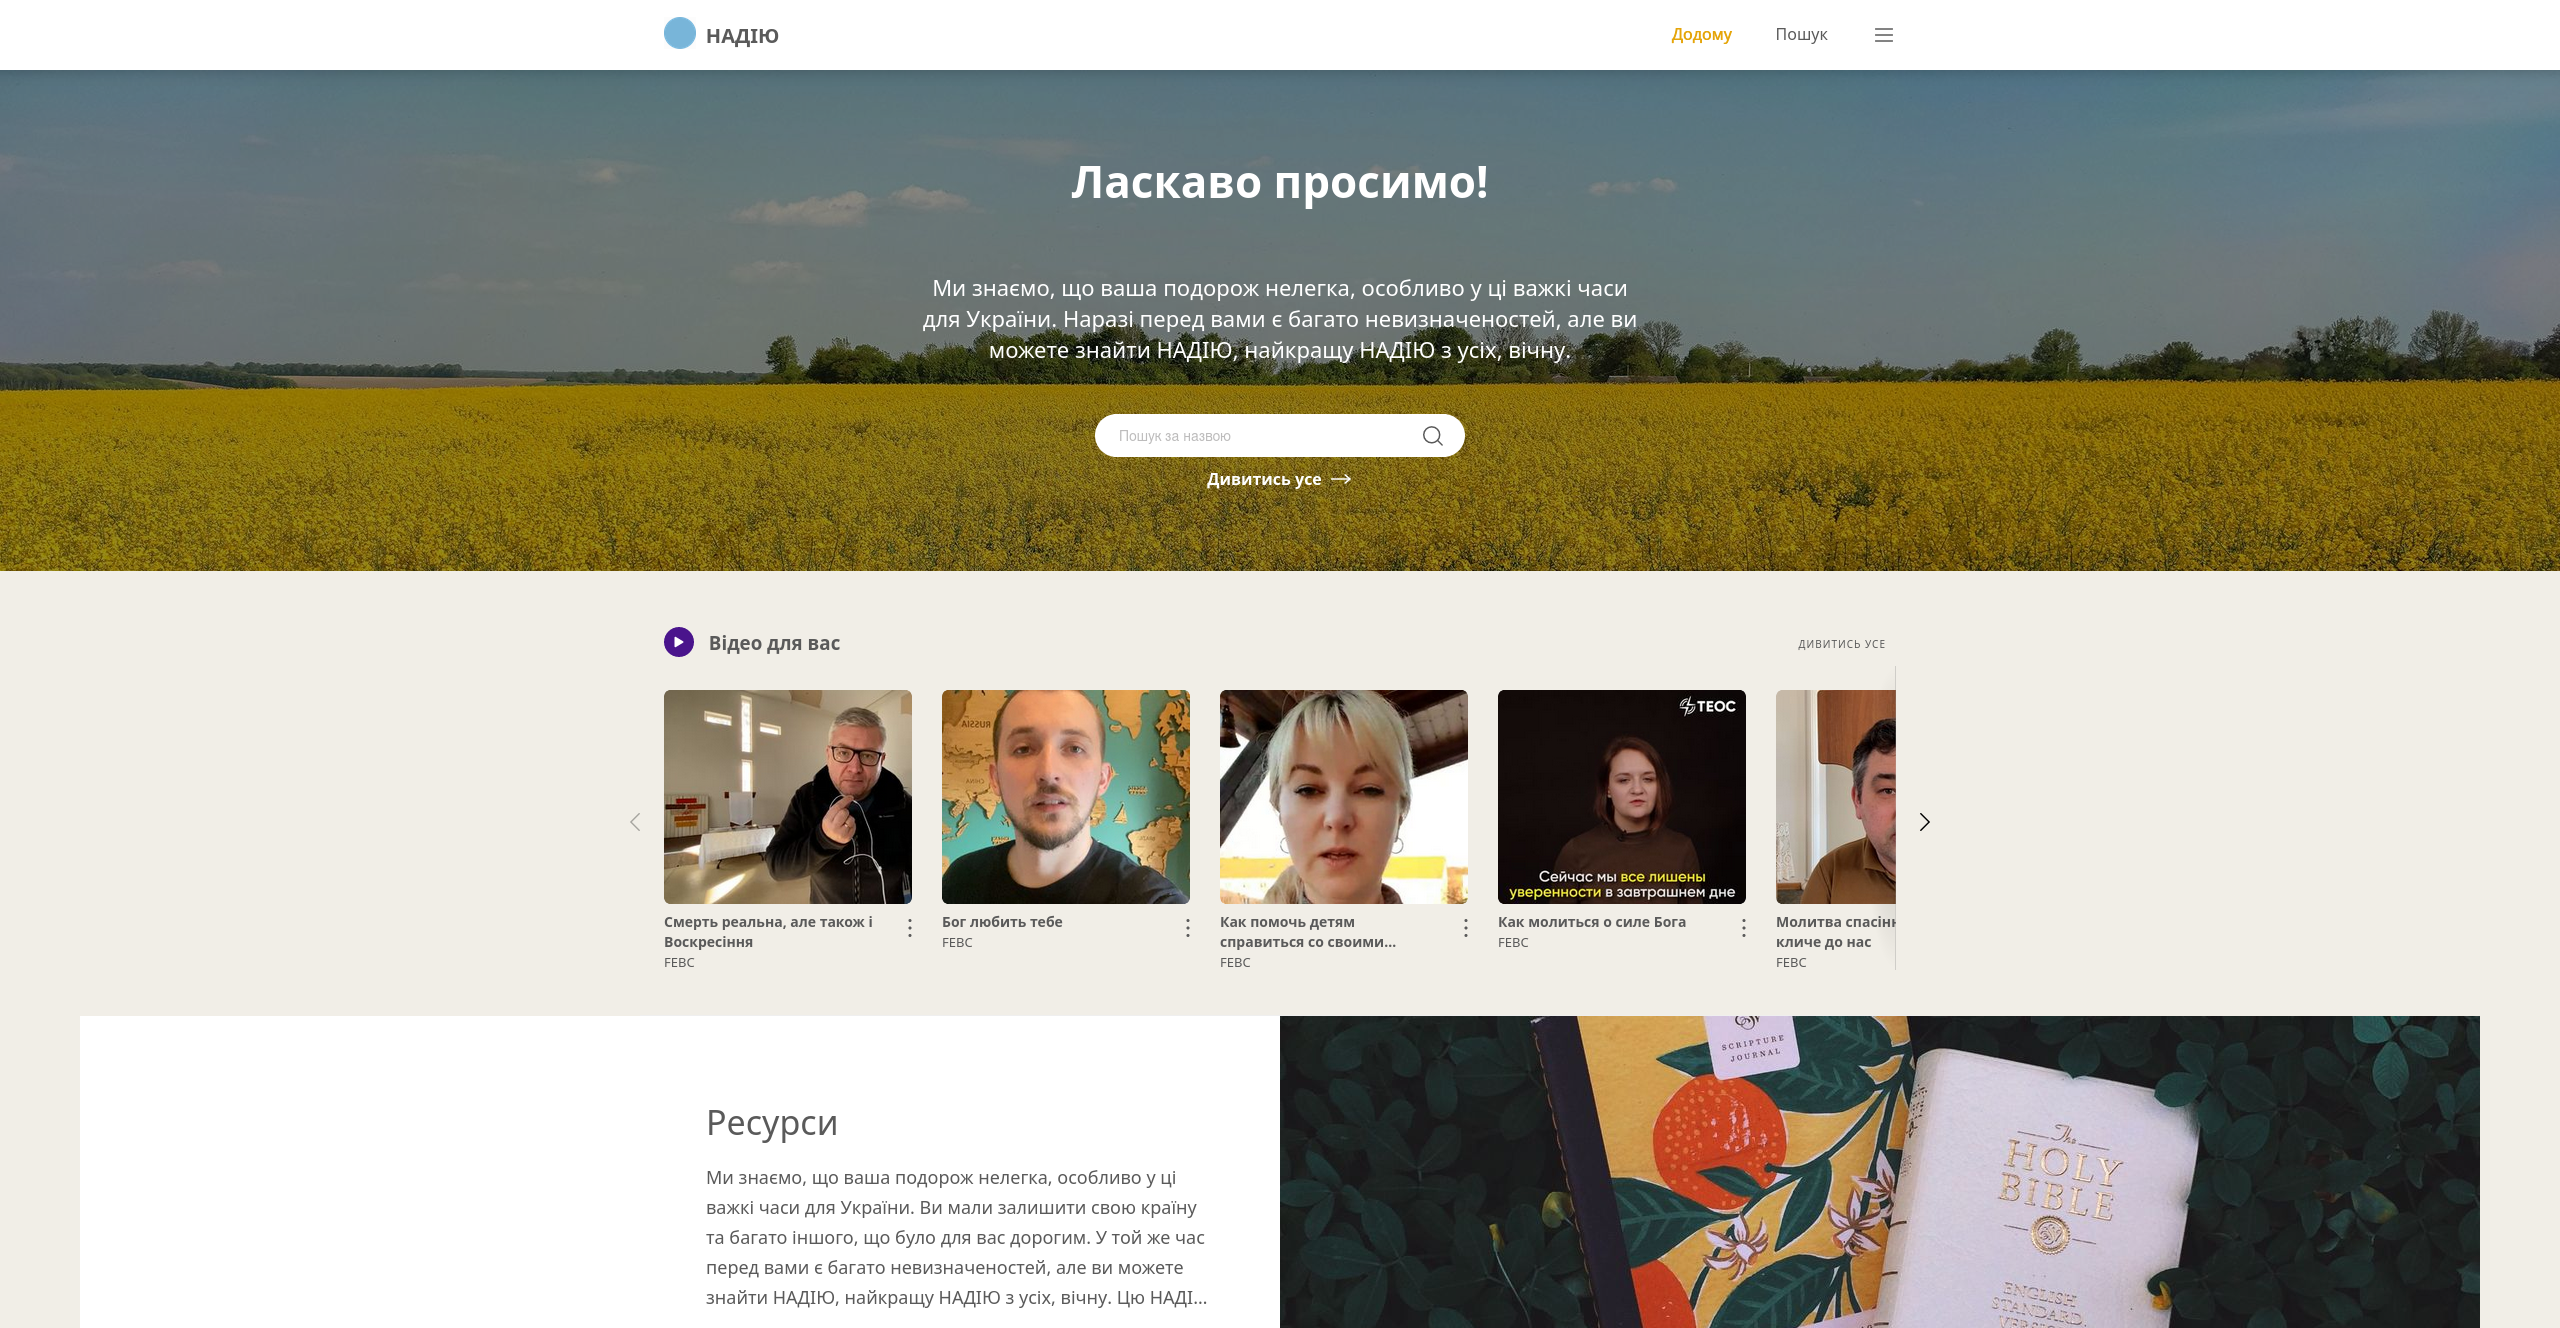 НАДІЮ
Додому
Пошук
Ласкаво просимо!
Ми знаємо, що ваша подорож нелегка, особливо у ці важкі часи
для України. Наразі перед вами є багато невизначеностей, але ви
можете знайти НАДІЮ, найкращу НАДІЮ з усіх, вічну.
Пошук за назвою
Дивитись усе
Відео для вас
ДИВИТИСЬ УСЕ
RUSSIA
CHINA
ТЕОС
Сейчас мы все лишены
уверенности в завтрашнем дне
Смерть реальна, але також і
Воскресіння
FEBC
Бог любить тебе
FEBC
Как помочь детям
справиться со своими...
FEBC
Как молиться о силе Бога
FEBC
Молитва спасін
кличе до нас
FEBC
Ресурси
Ми знаємо, що ваша подорож нелегка, особливо у ці
важкі часи для України. Ви мали залишити свою країну
та багато іншого, що було для вас дорогим. У той же час
перед вами є багато невизначеностей, але ви можете
знайти НАДІЮ, найкращу НАДІЮ з усіх, вічну. Цю НАДІ...
SCRIPTURE
JOURNAL
The
HOLY
BIBLE
ENGLISH
STANDARD